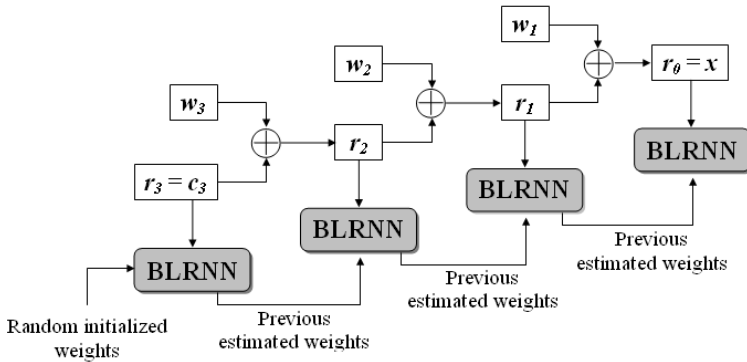 w1
r0 = x
w2
r1
w3
r2
BLRNN
r3 = c3
BLRNN
BLRNN
BLRNN
Previous
estimated weights
Previous
estimated weights
Previous
estimated weights
Random initialized
weights